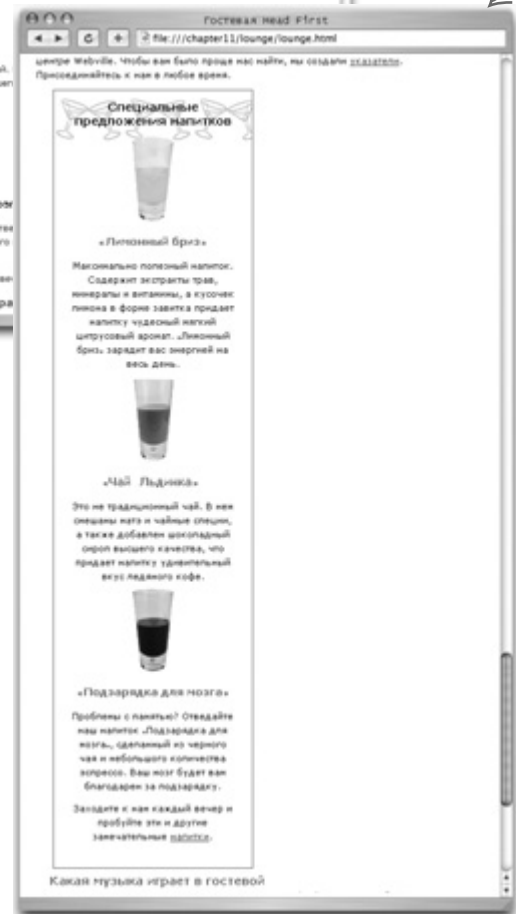 Гостевая Head First
file:///chapter11/lounge/lounge.html
центре Webville. Чтобы вам было проще нас найти, мы создали указатели.
Присоединяйтесь к нам в любое время.
Специальные
предложения напитков
«Лимонный бриз»
Максимально полезный напиток.
Содержит экстракты трав,
минералы и витамины, а кусочек
лимона в форме завитка придает
напитку чудесный мягкий
цитрусовый аромат. «Лимонный
бриз» зарядит вас энергией на
весь день.
«Чай Льдинка»
Это не традиционный чай. В нем
смешаны матэ и чайные специи,
а также добавлен шоколадный
сироп высшего качества, что
придает напитку удивительный
вкус ледяного кофе.
«Подзарядка для мозга»
Проблемы с памятью? Отведайте
наш напиток «Подзарядка для
мозга», сделанный из черного
чая и небольшого количества
эспрессо. Ваш мозг будет вам
благодарен за подзарядку.
Заходите к нам каждый вечер и
пробуйте эти и другие
замечательные напитки.
Какая музыка играет в гостевой